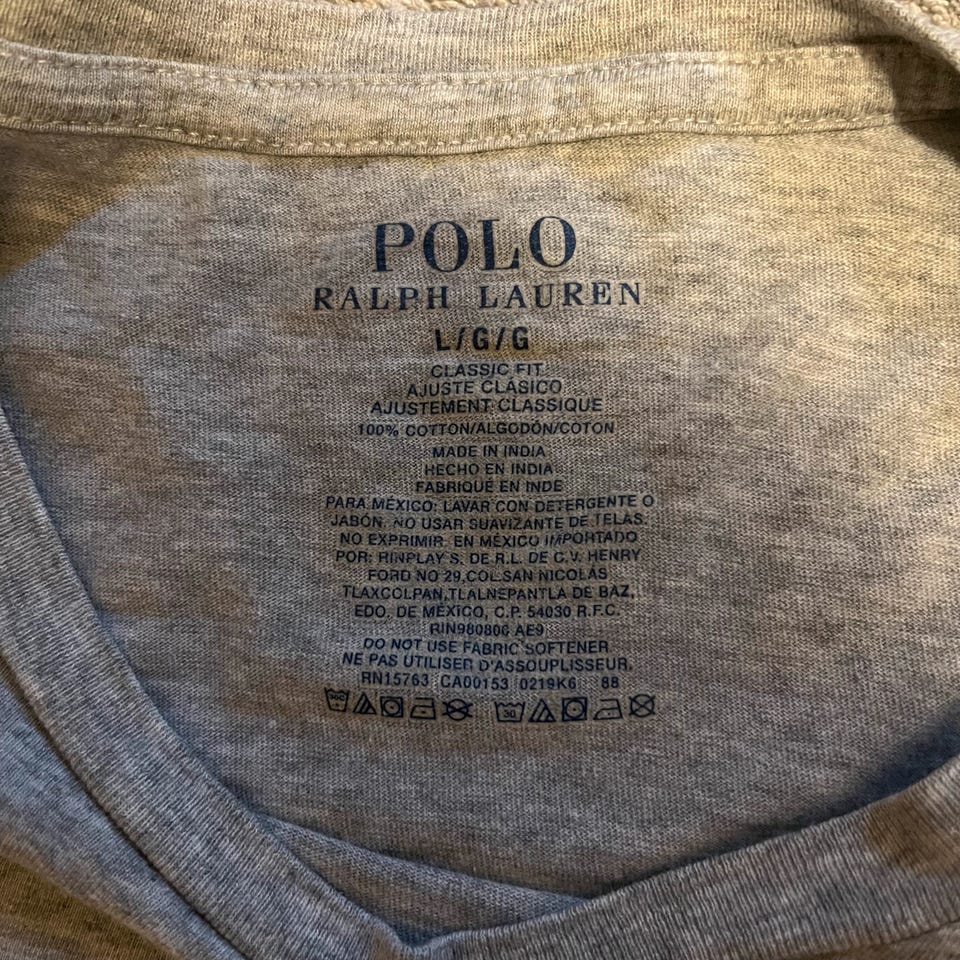 POLO
RALPH LAUREN
L/G/G
CLASSIC FIT
AJUSTE CLÁSICO
AJUSTEMENT CLASSIQUE
100% COTTON/ALGODÓN/COTON
MADE IN INDIA
HECHO EN INDIA
FABRIQUÉ EN INDE
PARA MÉXICO: LAVAR CON DETERGENTE O
JABÓN. NO USAR SUAVIZANTE DE TELAS.
NO EXPRIMIR. EN MÉXICO IMPORTADO
POR: RINPLAY S. DE R.L. DE C.V. HENRY
FORD NO 29,COL.SAN NICOLÁS
TLAXCOLPAN,TLALNEPANTLA DE BAZ,
EDO. DE MÉXICO, C.P. 54030 R.F.C.
RIN980806 AE9
DO NOT USE FABRIC SOFTENER
NE PAS UTILISER D'ASSOUPLISSEUR.
RN15763 CA00153 0219K6 88
30C 30